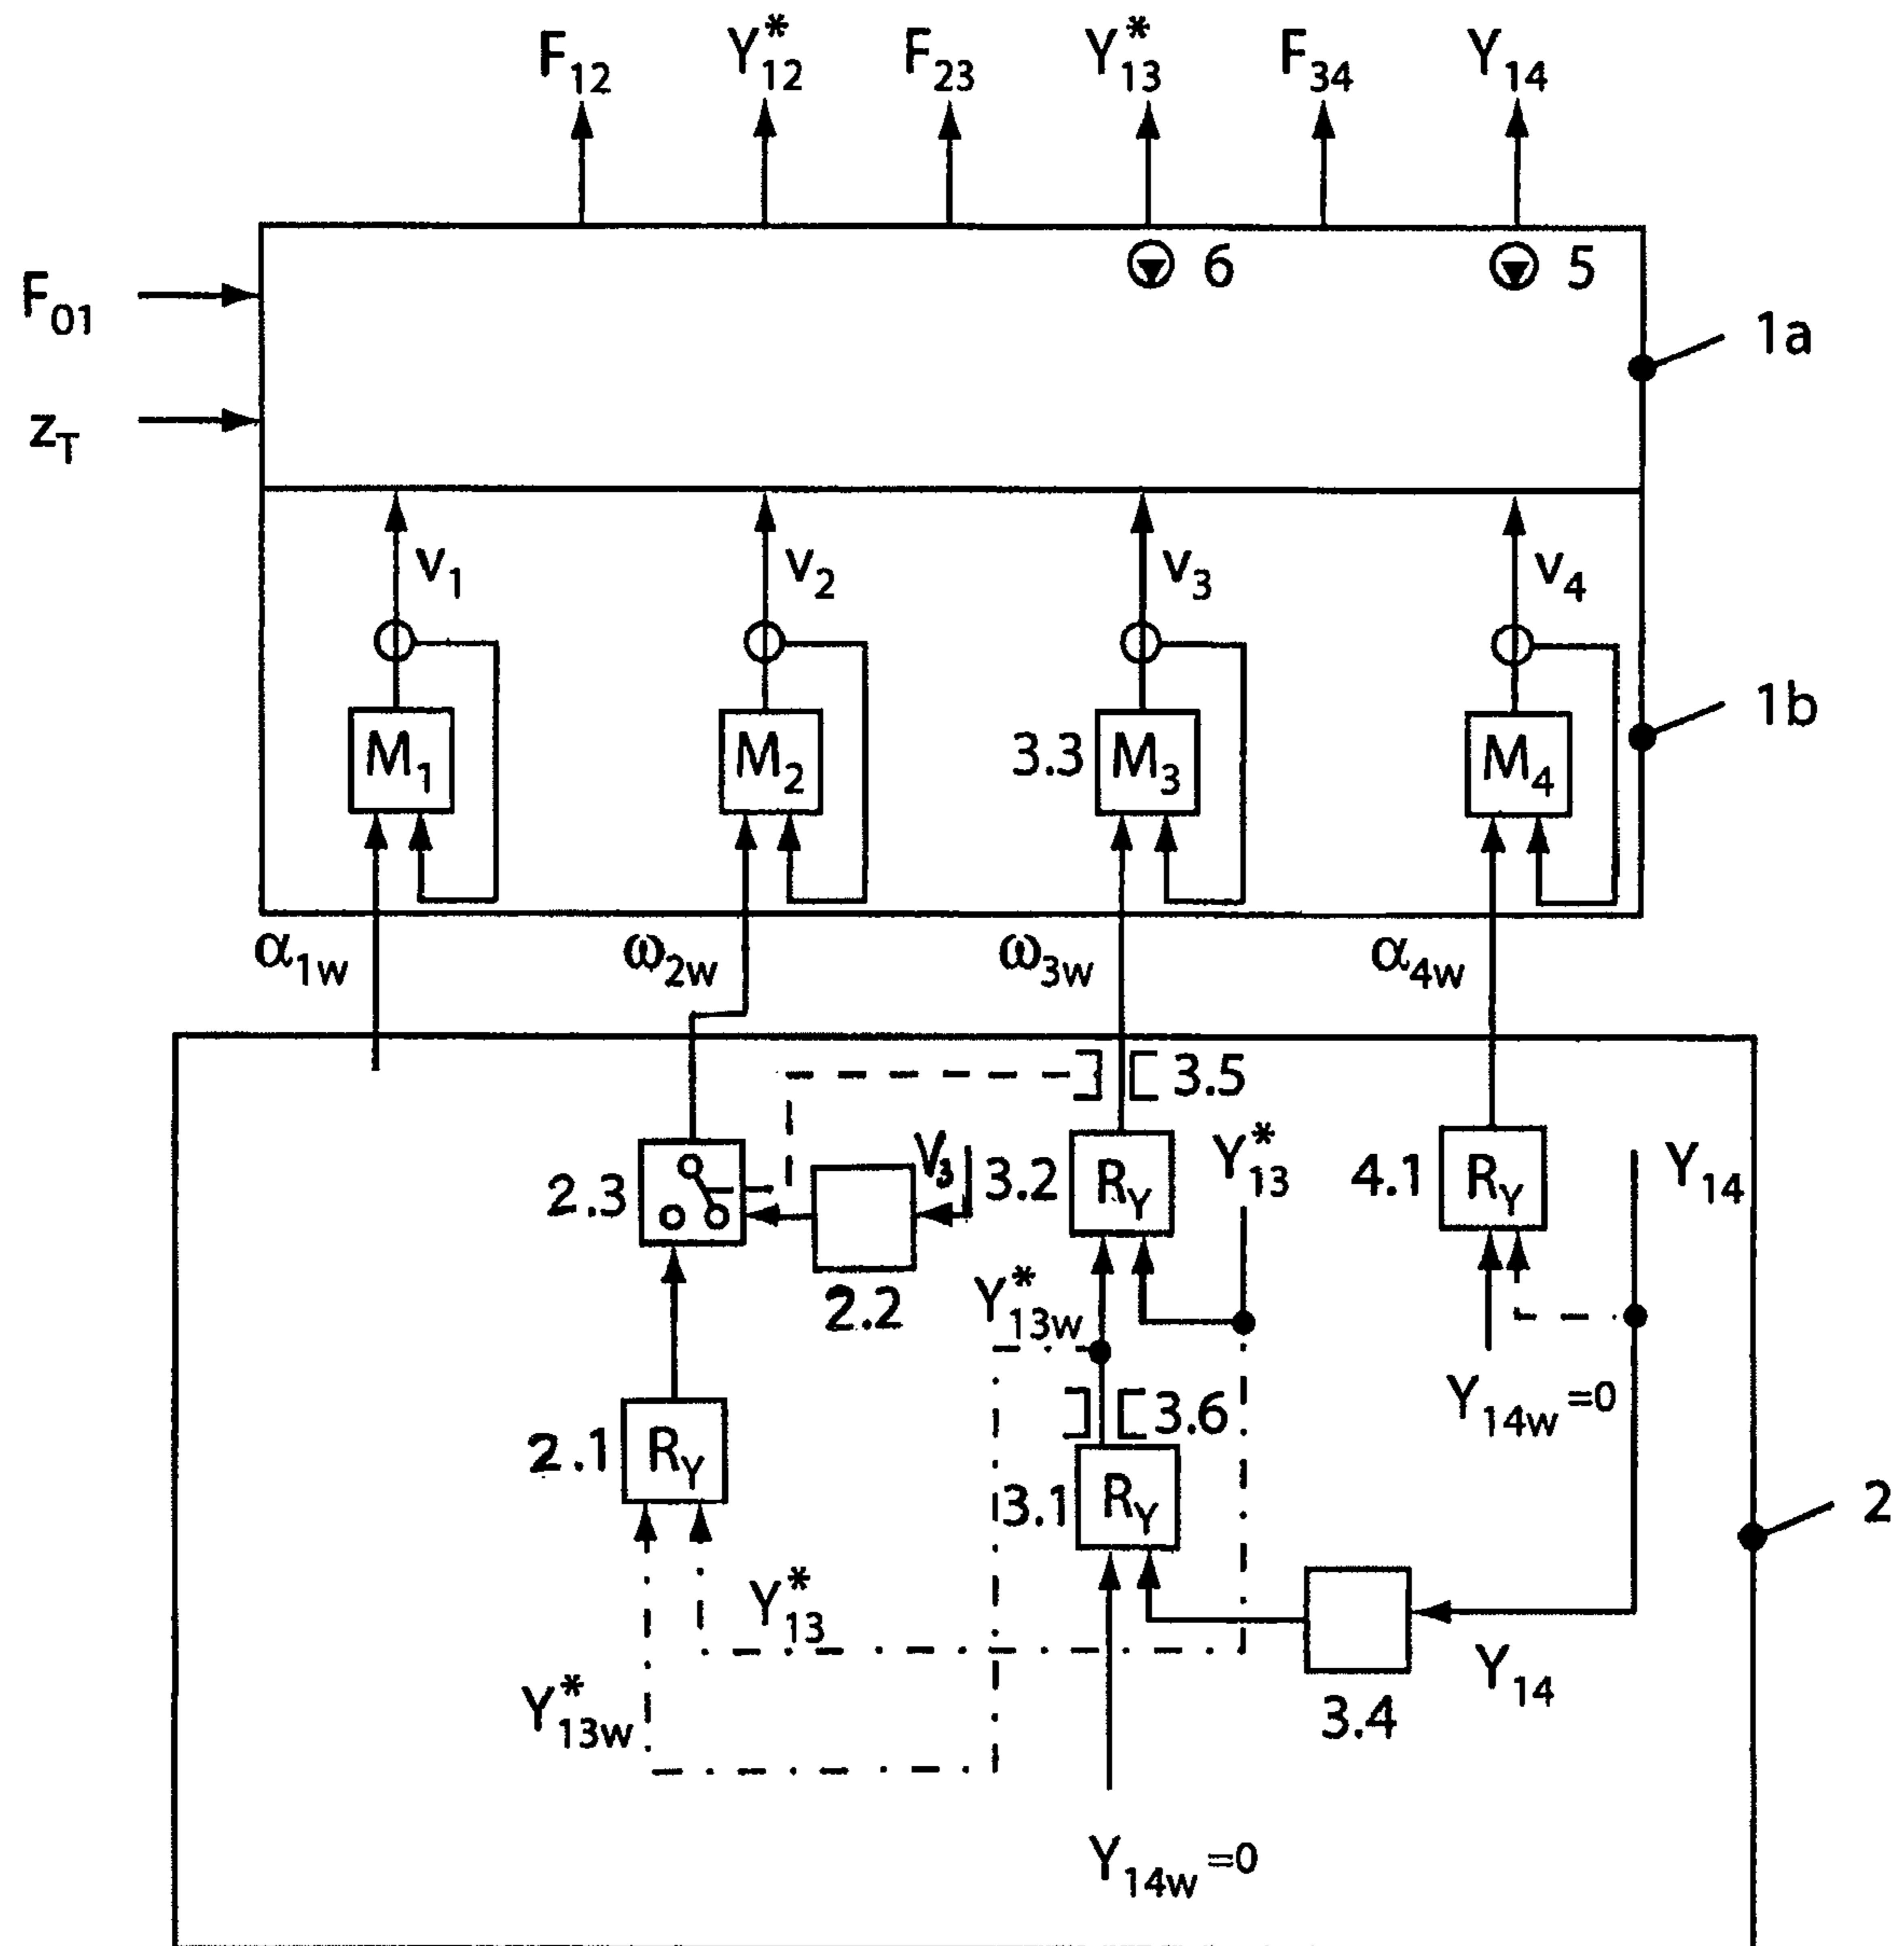 F12 Y*12 F23 Y*13 F34 Y14
6 5
F01
1a
zT
v1 v2 v3 v4
1b
M1 M2 3.3 M3 M4
α1w ω2w ω3w α4w
3.5
V3 Y*13 Y14
2.3 3.2 RY 4.1 RY
2.2 Y*13w
Y14w=0
3.6
2.1 RY
3.1 RY 2
Y*13
Y14
Y*13w 3.4
Y14w=0